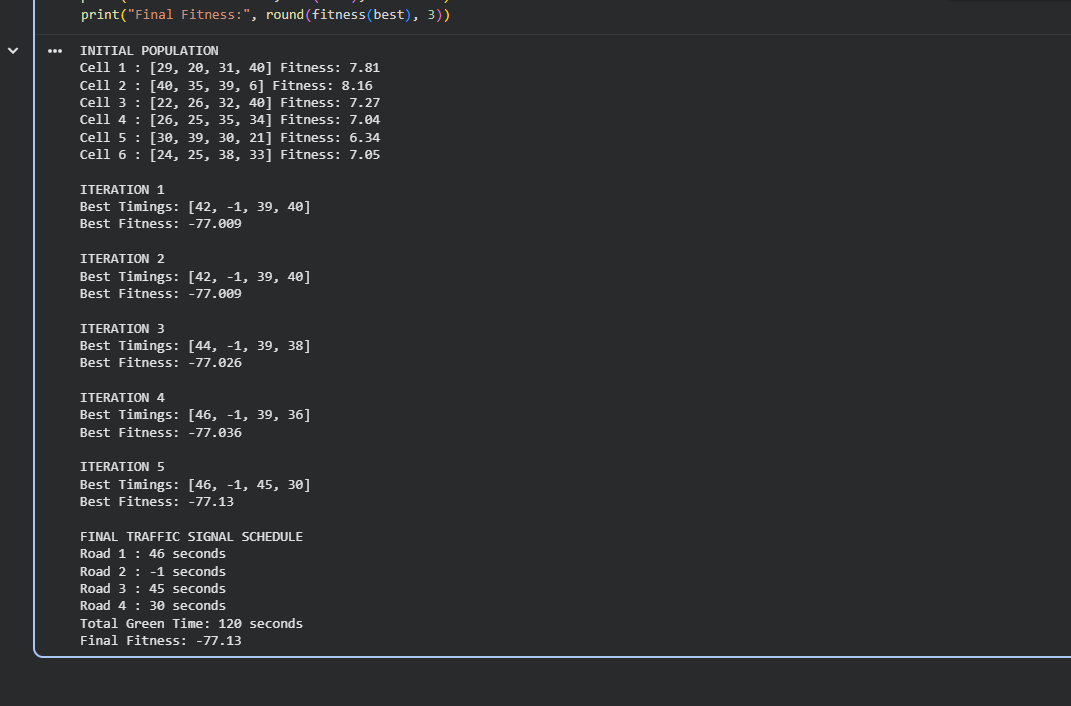 print("Final Fitness:", round(fitness(best), 3))
INITIAL POPULATION
Cell 1 : [29, 20, 31, 40] Fitness: 7.81
Cell 2 : [40, 35, 39, 6] Fitness: 8.16
Cell 3 : [22, 26, 32, 40] Fitness: 7.27
Cell 4 : [26, 25, 35, 34] Fitness: 7.04
Cell 5 : [30, 39, 30, 21] Fitness: 6.34
Cell 6 : [24, 25, 38, 33] Fitness: 7.05
ITERATION 1
Best Timings: [42, -1, 39, 40]
Best Fitness: -77.009
ITERATION 2
Best Timings: [42, -1, 39, 40]
Best Fitness: -77.009
ITERATION 3
Best Timings: [44, -1, 39, 38]
Best Fitness: -77.026
ITERATION 4
Best Timings: [46, -1, 39, 36]
Best Fitness: -77.036
ITERATION 5
Best Timings: [46, -1, 45, 30]
Best Fitness: -77.13
FINAL TRAFFIC SIGNAL SCHEDULE
Road 1 : 46 seconds
Road 2 : -1 seconds
Road 3 : 45 seconds
Road 4 : 30 seconds
Total Green Time: 120 seconds
Final Fitness: -77.13